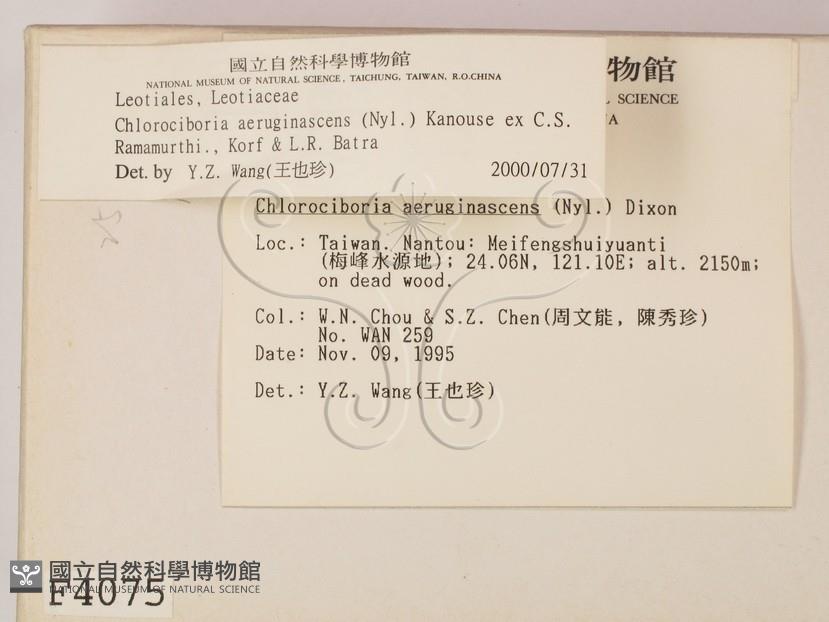 國立自然科學博物館
NATIONAL MUSEUM OF NATURAL SCIENCE, TAICHUNG, TAIWAN, R.O.CHINA
Leotiales, Leotiaceae
Chlorociboria aeruginascens (Nyl.) Kanouse ex C.S.
Ramamurthi., Korf & L.R. Batra
Det. by Y.Z. Wang(王也珍) 2000/07/31
物館
SCIENCE
Chlorociboria aeruginascens (Nyl.) Dixon
Loc.: Taiwan. Nantou: Meifengshuiyuanti
(梅峰水源地); 24.06N, 121.10E; alt. 2150m;
on dead wood.
Col.: W.N. Chou & S.Z. Chen(周文能, 陳秀珍)
No. WAN 259
Date: Nov. 09, 1995
Det.: Y.Z. Wang(王也珍)
國立自然科學博物館
NATIONAL MUSEUM OF NATURAL SCIENCE
F4075